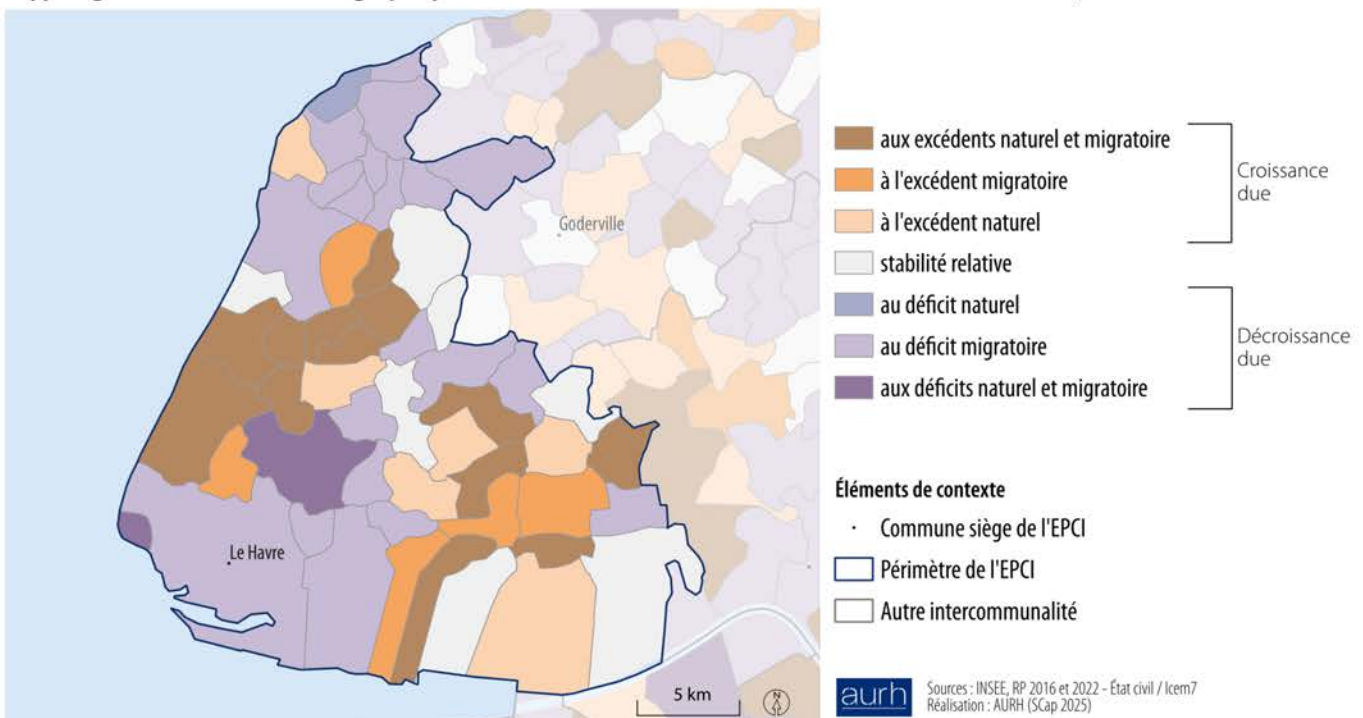 Goderville
Le Havre
5 km
N
aux excédents naturel et migratoire
à l'excédent migratoire
à l'excédent naturel
Croissance
due
stabilité relative
au déficit naturel
au déficit migratoire
aux déficits naturel et migratoire
Décroissance
due
Éléments de contexte
Commune siège de l'EPCI
Périmètre de l'EPCI
Autre intercommunalité
aurh
Sources : INSEE, RP 2016 et 2022 - État civil / Icem7
Réalisation : AURH (SCap 2025)